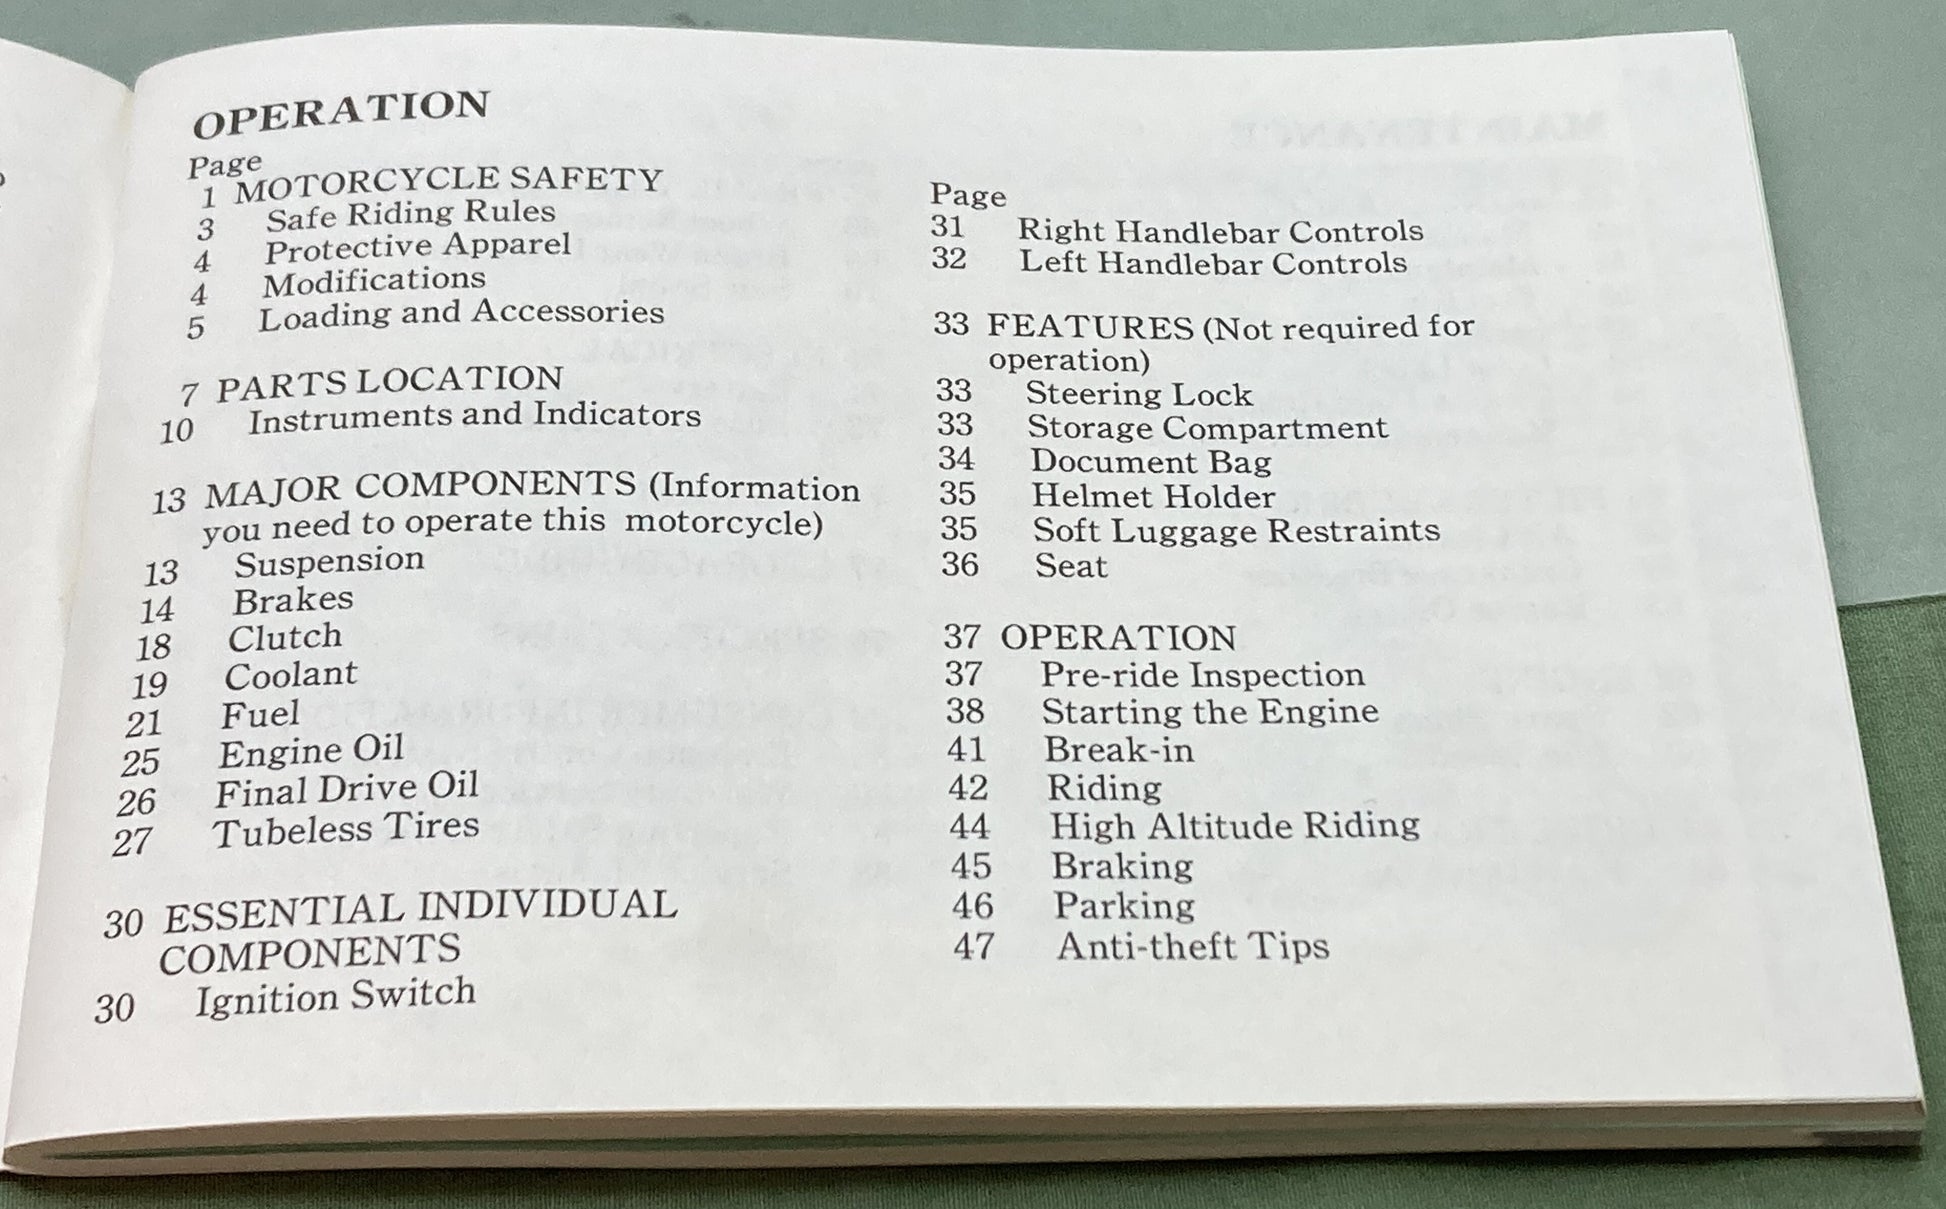 OPERATION
Page
1 MOTORCYCLE SAFETY
3 Safe Riding Rules
4 Protective Apparel
4 Modifications
5 Loading and Accessories
7 PARTS LOCATION
10 Instruments and Indicators
13 MAJOR COMPONENTS (Information
you need to operate this motorcycle)
13 Suspension
14 Brakes
18 Clutch
19 Coolant
21 Fuel
25 Engine Oil
26 Final Drive Oil
27 Tubeless Tires
30 ESSENTIAL INDIVIDUAL
COMPONENTS
30 Ignition Switch
Page
31 Right Handlebar Controls
32 Left Handlebar Controls
33 FEATURES (Not required for
operation)
33 Steering Lock
33 Storage Compartment
34 Document Bag
35 Helmet Holder
35 Soft Luggage Restraints
36 Seat
37 OPERATION
37 Pre-ride Inspection
38 Starting the Engine
41 Break-in
42 Riding
44 High Altitude Riding
45 Braking
46 Parking
47 Anti-theft Tips